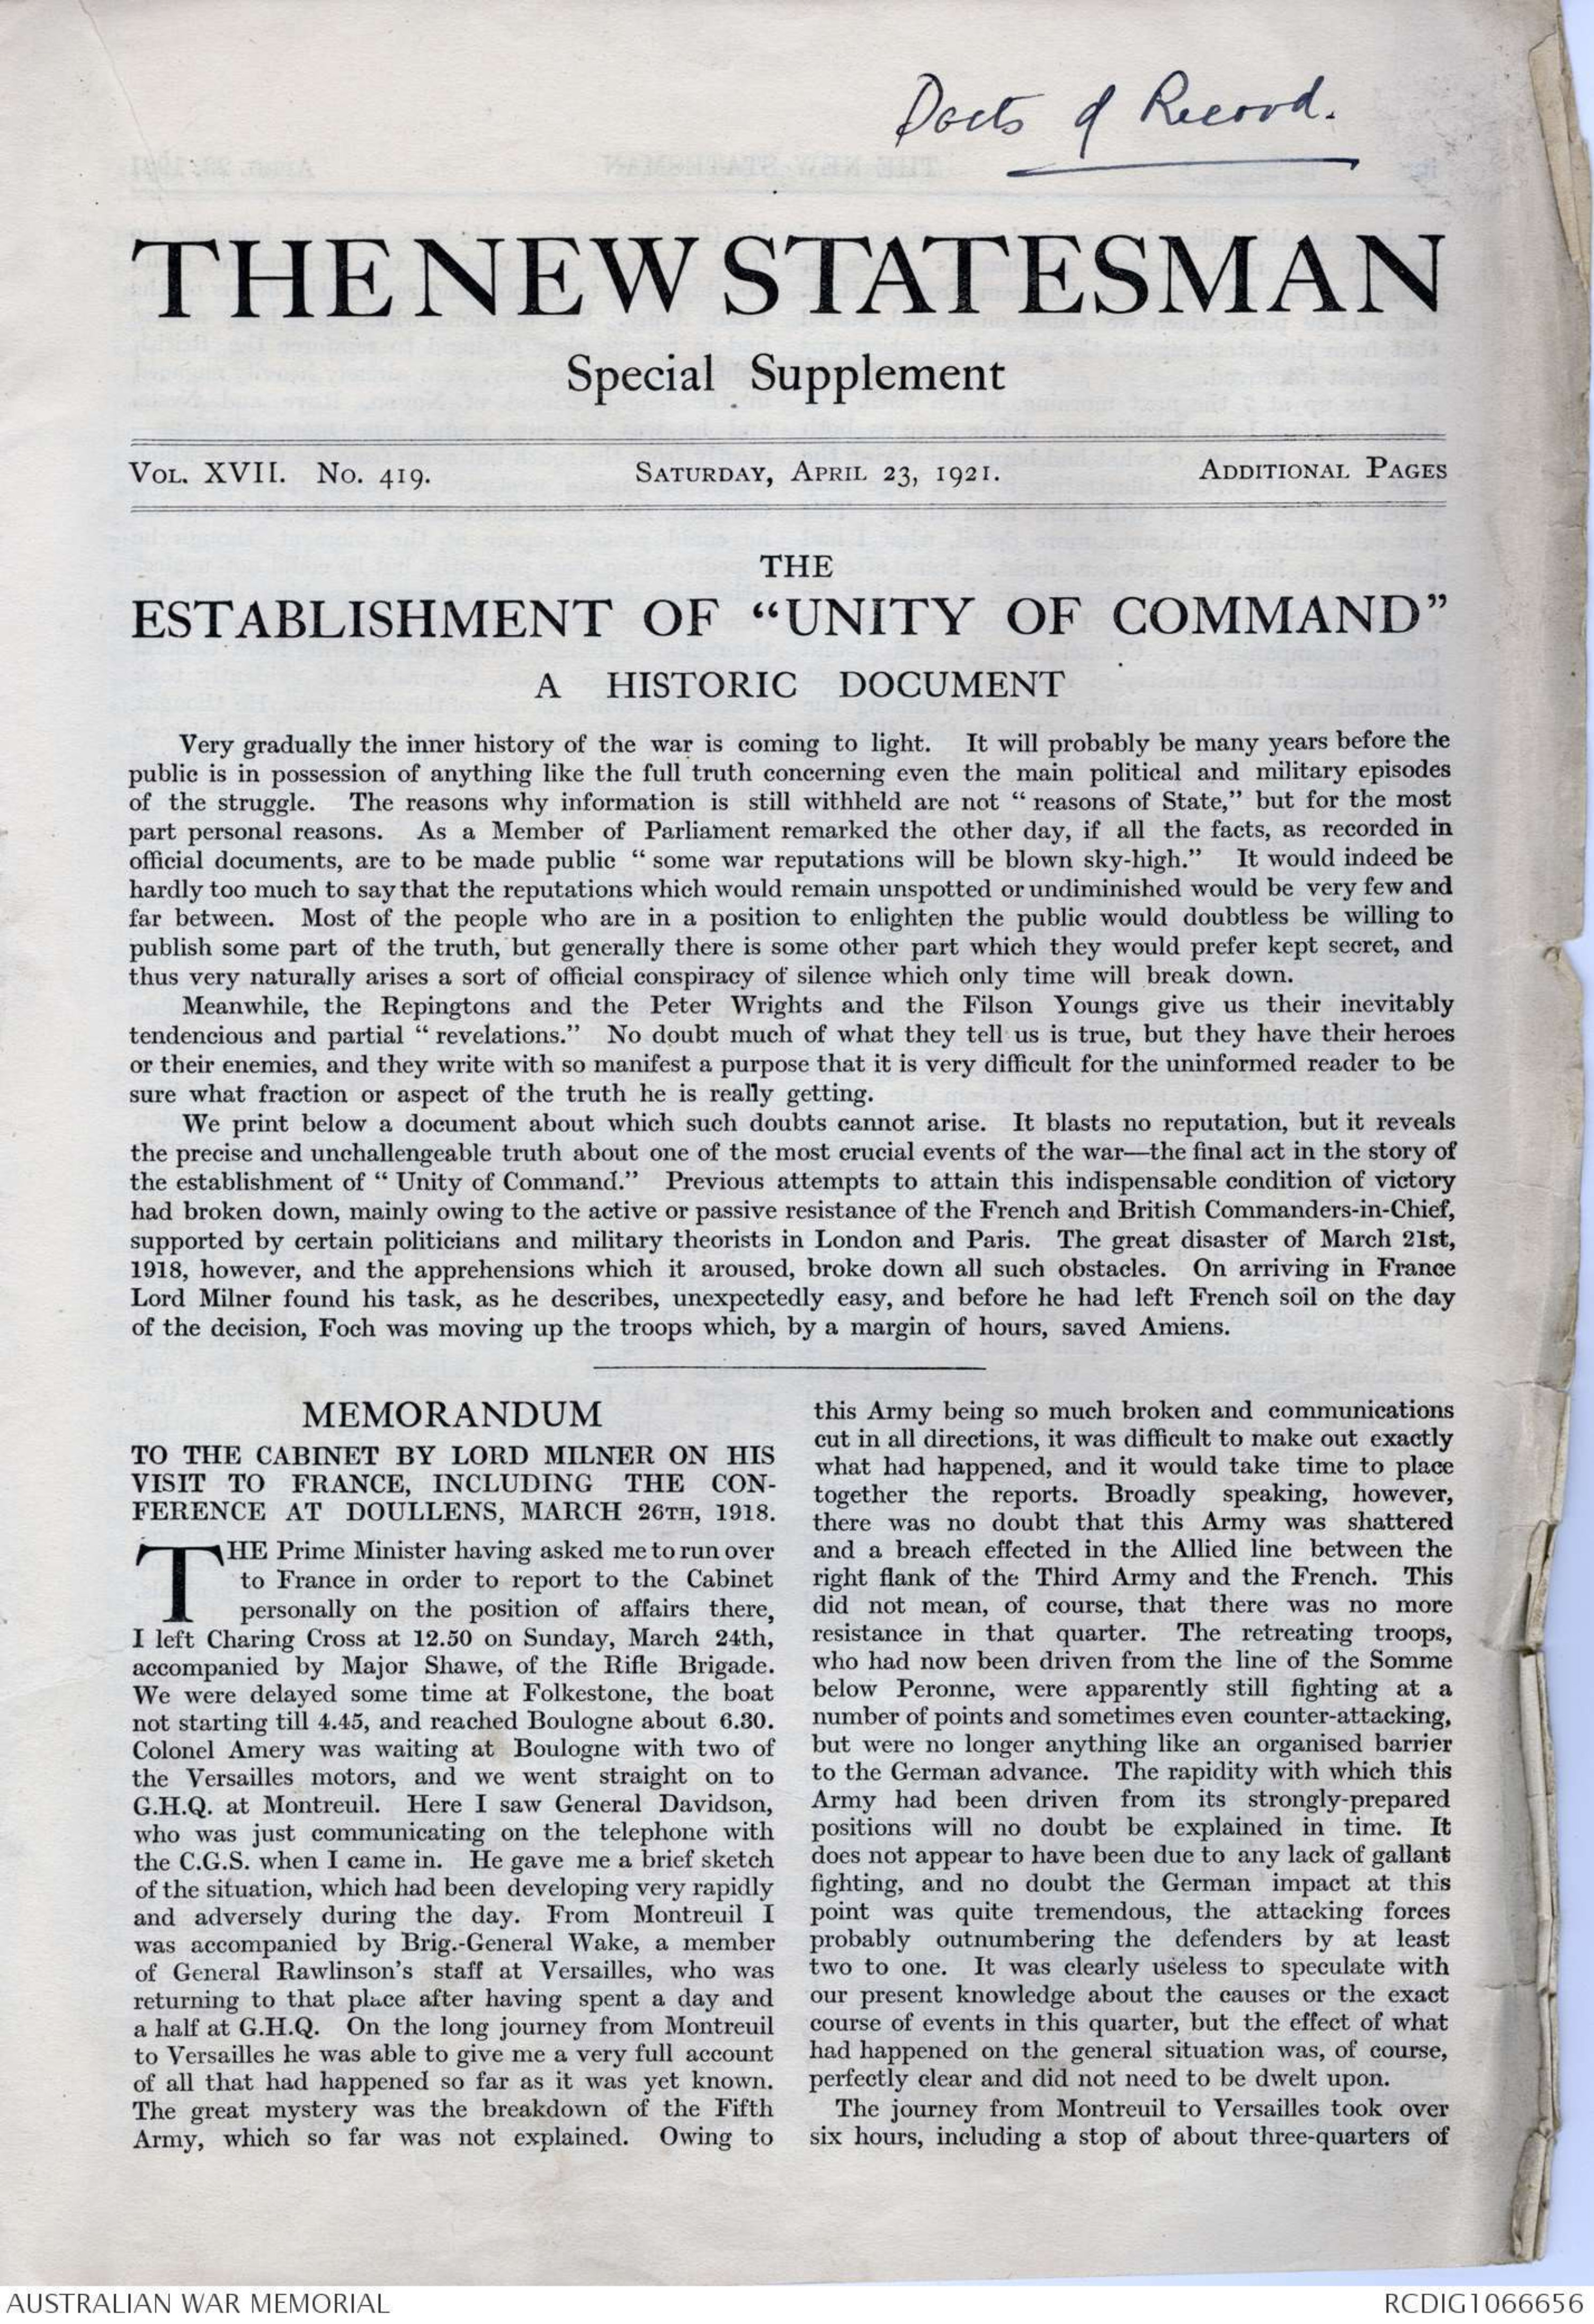 Docts of Record.
THE NEW STATESMAN
Special Supplement
VOL. XVII. No. 419.
SATURDAY, APRIL 23, 1921.
ADDITIONAL PAGES
THE
ESTABLISHMENT OF “UNITY OF COMMAND”
A HISTORIC DOCUMENT
Very gradually the inner history of the war is coming to light. It will probably be many years before the
public is in possession of anything like the full truth concerning even the main political and military episodes
of the struggle. The reasons why information is still withheld are not “ reasons of State,” but for the most
part personal reasons. As a Member of Parliament remarked the other day, if all the facts, as recorded in
official documents, are to be made public “ some war reputations will be blown sky-high.” It would indeed be
hardly too much to say that the reputations which would remain unspotted or undiminished would be very few and
far between. Most of the people who are in a position to enlighten the public would doubtless be willing to
publish some part of the truth, but generally there is some other part which they would prefer kept secret, and
thus very naturally arises a sort of official conspiracy of silence which only time will break down.
Meanwhile, the Repingtons and the Peter Wrights and the Filson Youngs give us their inevitably
tendencious and partial “ revelations.” No doubt much of what they tell us is true, but they have their heroes
or their enemies, and they write with so manifest a purpose that it is very difficult for the uninformed reader to be
sure what fraction or aspect of the truth he is really getting.
We print below a document about which such doubts cannot arise. It blasts no reputation, but it reveals
the precise and unchallengeable truth about one of the most crucial events of the war—the final act in the story of
the establishment of “ Unity of Command.” Previous attempts to attain this indispensable condition of victory
had broken down, mainly owing to the active or passive resistance of the French and British Commanders-in-Chief,
supported by certain politicians and military theorists in London and Paris. The great disaster of March 21st,
1918, however, and the apprehensions which it aroused, broke down all such obstacles. On arriving in France
Lord Milner found his task, as he describes, unexpectedly easy, and before he had left French soil on the day
of the decision, Foch was moving up the troops which, by a margin of hours, saved Amiens.
MEMORANDUM
TO THE CABINET BY LORD MILNER ON HIS
VISIT TO FRANCE, INCLUDING THE CON-
FERENCE AT DOULLENS, MARCH 26TH, 1918.
THE Prime Minister having asked me to run over
to France in order to report to the Cabinet
personally on the position of affairs there,
I left Charing Cross at 12.50 on Sunday, March 24th,
accompanied by Major Shawe, of the Rifle Brigade.
We were delayed some time at Folkestone, the boat
not starting till 4.45, and reached Boulogne about 6.30.
Colonel Amery was waiting at Boulogne with two of
the Versailles motors, and we went straight on to
G.H.Q. at Montreuil. Here I saw General Davidson,
who was just communicating on the telephone with
the C.G.S. when I came in. He gave me a brief sketch
of the situation, which had been developing very rapidly
and adversely during the day. From Montreuil I
was accompanied by Brig.-General Wake, a member
of General Rawlinson's staff at Versailles, who was
returning to that place after having spent a day and
a half at G.H.Q. On the long journey from Montreuil
to Versailles he was able to give me a very full account
of all that had happened so far as it was yet known.
The great mystery was the breakdown of the Fifth
Army, which so far was not explained. Owing to
this Army being so much broken and communications
cut in all directions, it was difficult to make out exactly
what had happened, and it would take time to place
together the reports. Broadly speaking, however,
there was no doubt that this Army was shattered
and a breach effected in the Allied line between the
right flank of the Third Army and the French. This
did not mean, of course, that there was no more
resistance in that quarter. The retreating troops,
who had now been driven from the line of the Somme
below Peronne, were apparently still fighting at a
number of points and sometimes even counter-attacking,
but were no longer anything like an organised barrier
to the German advance. The rapidity with which this
Army had been driven from its strongly-prepared
positions will no doubt be explained in time. It
does not appear to have been due to any lack of gallant
fighting, and no doubt the German impact at this
point was quite tremendous, the attacking forces
probably outnumbering the defenders by at least
two to one. It was clearly useless to speculate with
our present knowledge about the causes or the exact
course of events in this quarter, but the effect of what
had happened on the general situation was, of course,
perfectly clear and did not need to be dwelt upon.
The journey from Montreuil to Versailles took over
six hours, including a stop of about three-quarters of
AUSTRALIAN WAR MEMORIAL
RCDIG1066656